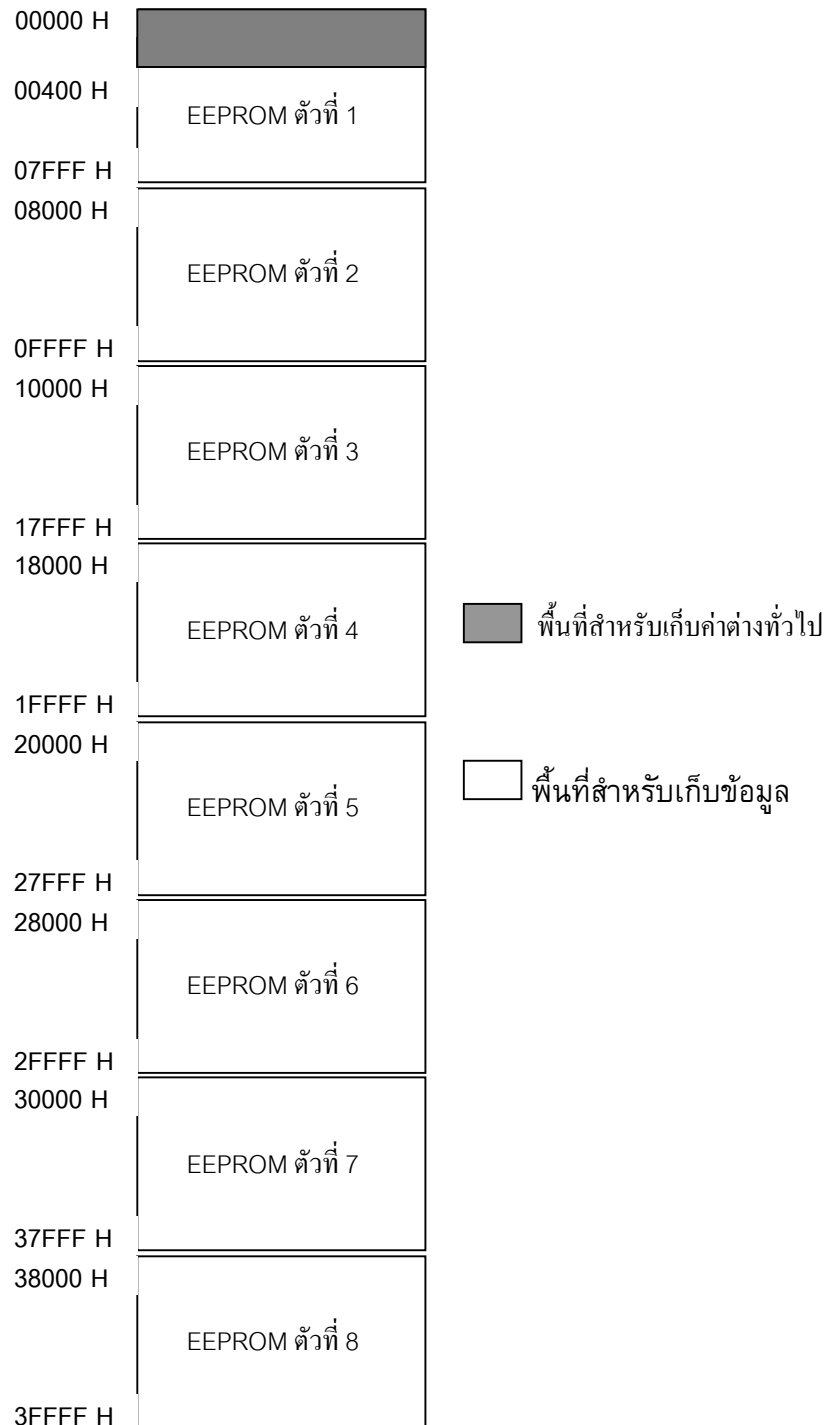 00000 H
00400 H
EEPROM ตัวที่ 1
07FFF H
08000 H
EEPROM ตัวที่ 2
0FFFF H
10000 H
EEPROM ตัวที่ 3
17FFF H
18000 H
EEPROM ตัวที่ 4
พื้นที่สำหรับเก็บค่าต่างทั่วไป
1FFFF H
20000 H
พื้นที่สำหรับเก็บข้อมูล
EEPROM ตัวที่ 5
27FFF H
28000 H
EEPROM ตัวที่ 6
2FFFF H
30000 H
EEPROM ตัวที่ 7
37FFF H
38000 H
EEPROM ตัวที่ 8
3FFFF H